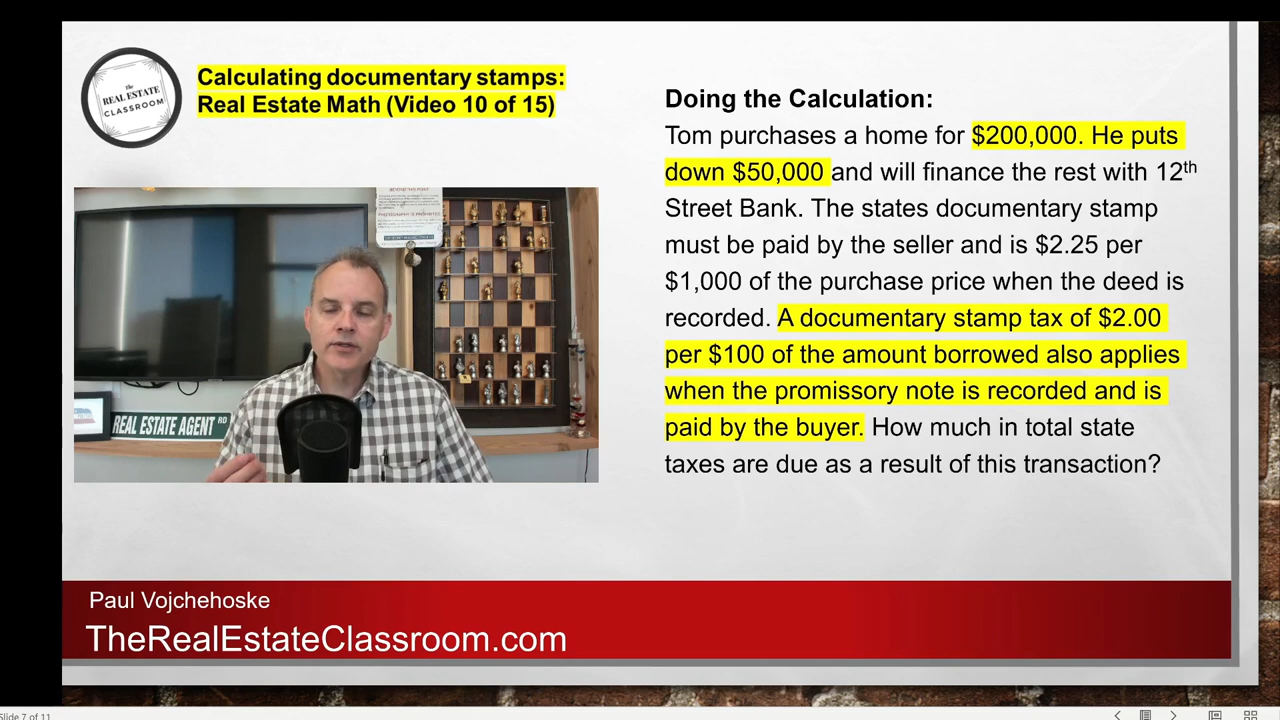 The
REAL ESTATE
CLASSROOM
Calculating documentary stamps:
Real Estate Math (Video 10 of 15)
Doing the Calculation:
Tom purchases a home for $200,000. He puts
down $50,000 and will finance the rest with 12th
Street Bank. The states documentary stamp
must be paid by the seller and is $2.25 per
$1,000 of the purchase price when the deed is
recorded. A documentary stamp tax of $2.00
per $100 of the amount borrowed also applies
when the promissory note is recorded and is
paid by the buyer. How much in total state
taxes are due as a result of this transaction?
REAL ESTATE AGENT RD
Paul Vojchehoske
TheRealEstateClassroom.com
Slide 7 of 11